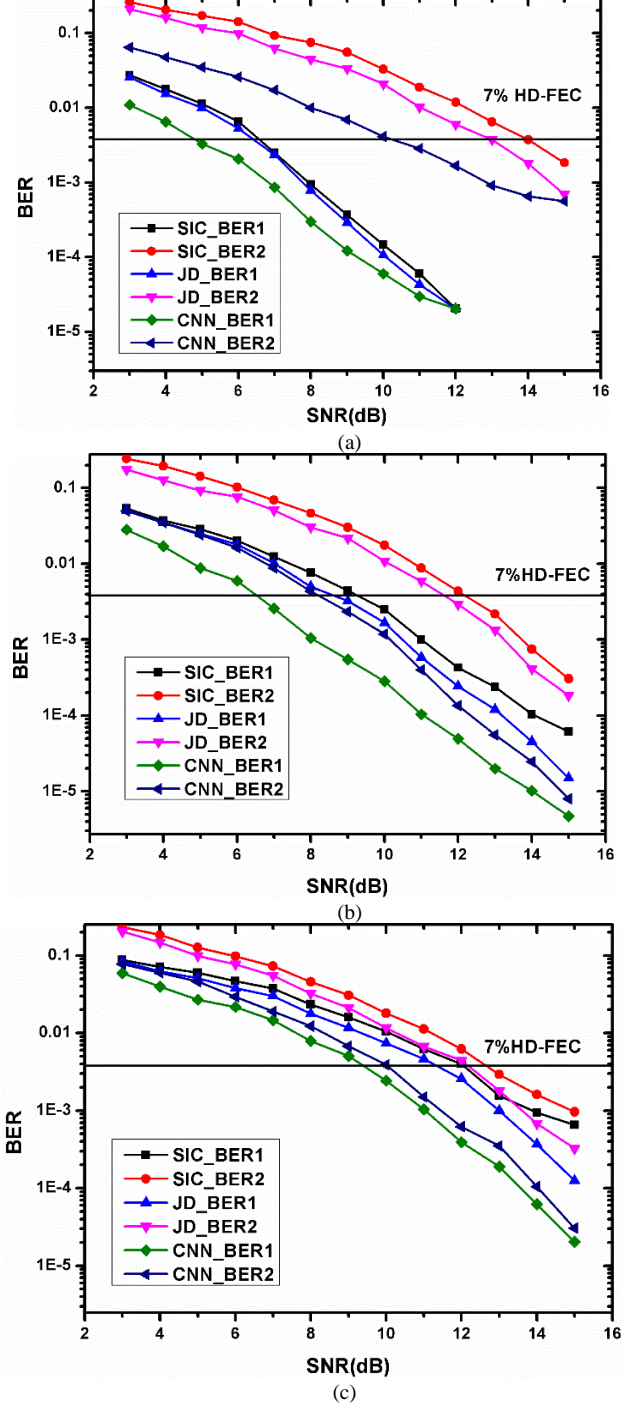 0.1
0.01
1E-3
1E-4
1E-5
BER
7% HD-FEC
SIC_BER1
SIC_BER2
JD_BER1
JD_BER2
CNN_BER1
CNN_BER2
2 4 6 8 10 12 14 16
SNR(dB)
(a)
0.1
0.01
1E-3
1E-4
1E-5
BER
7%HD-FEC
SIC_BER1
SIC_BER2
JD_BER1
JD_BER2
CNN_BER1
CNN_BER2
2 4 6 8 10 12 14 16
SNR(dB)
(b)
0.1
0.01
1E-3
1E-4
1E-5
BER
7%HD-FEC
SIC_BER1
SIC_BER2
JD_BER1
JD_BER2
CNN_BER1
CNN_BER2
2 4 6 8 10 12 14 16
SNR(dB)
(c)